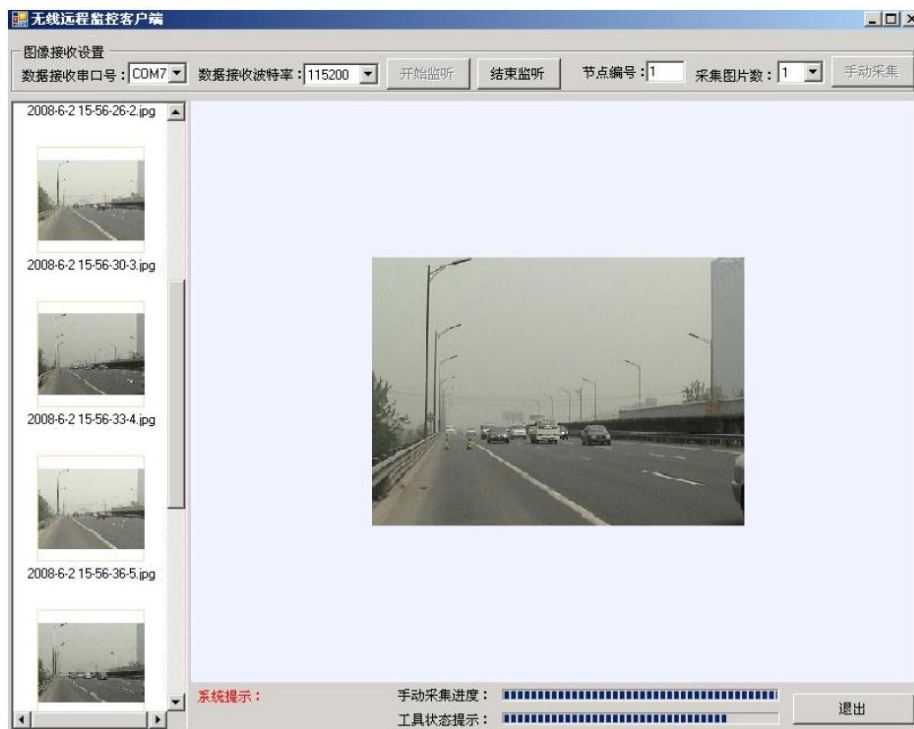 无线远程监控客户端
图像接收设置
数据接收串口号：COM7 数据接收波特率：115200 开始监听 结束监听 节点编号：1 采集图片数：1 手动采集
2008-6-2 15-56-26-2.jpg
2008-6-2 15-56-30-3.jpg
2008-6-2 15-56-33-4.jpg
2008-6-2 15-56-36-5.jpg
系统提示： 手动采集进度：
工具状态提示： 退出